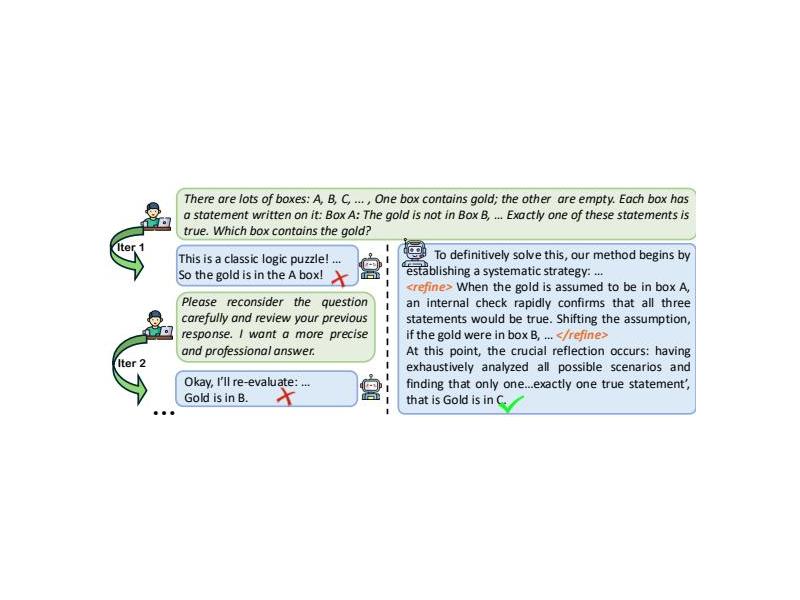 There are lots of boxes: A, B, C, ... , One box contains gold; the other are empty. Each box has
a statement written on it: Box A: The gold is not in Box B, ... Exactly one of these statements is
true. Which box contains the gold?
Iter 1
This is a classic logic puzzle! ...
So the gold is in the A box!
Please reconsider the question
carefully and review your previous
response. I want a more precise
and professional answer.
Iter 2
Okay, I'll re-evaluate: ...
Gold is in B.
...
To definitively solve this, our method begins by
establishing a systematic strategy: ...
<refine> When the gold is assumed to be in box A,
an internal check rapidly confirms that all three
statements would be true. Shifting the assumption,
if the gold were in box B, ... </refine>
At this point, the crucial reflection occurs: having
exhaustively analyzed all possible scenarios and
finding that only one...exactly one true statement',
that is Gold is in C.